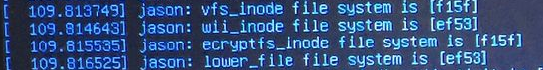 [  109.813749] jason: vfs_inode file system is [f15f]
[  109.814643] jason: wii_inode file system is [ef53]
[  109.815535] jason: ecryptfs_inode file system is [f15f]
[  109.816525] jason: lower_file file system is [ef53]